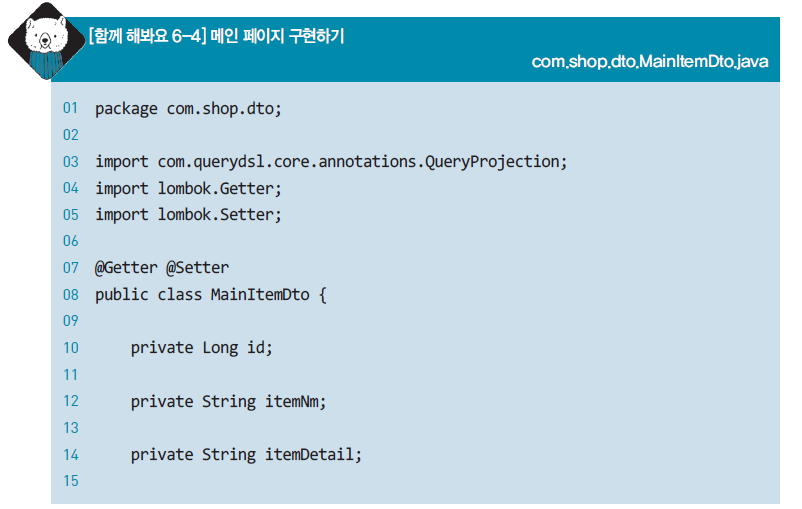 [함께 해봐요 6-4] 메인 페이지 구현하기
com.shop.dto.MainItemDto.java
01 package com.shop.dto;
02
03 import com.querydsl.core.annotations.QueryProjection;
04 import lombok.Getter;
05 import lombok.Setter;
06
07 @Getter @Setter
08 public class MainItemDto {
09
10     private Long id;
11
12     private String itemNm;
13
14     private String itemDetail;
15